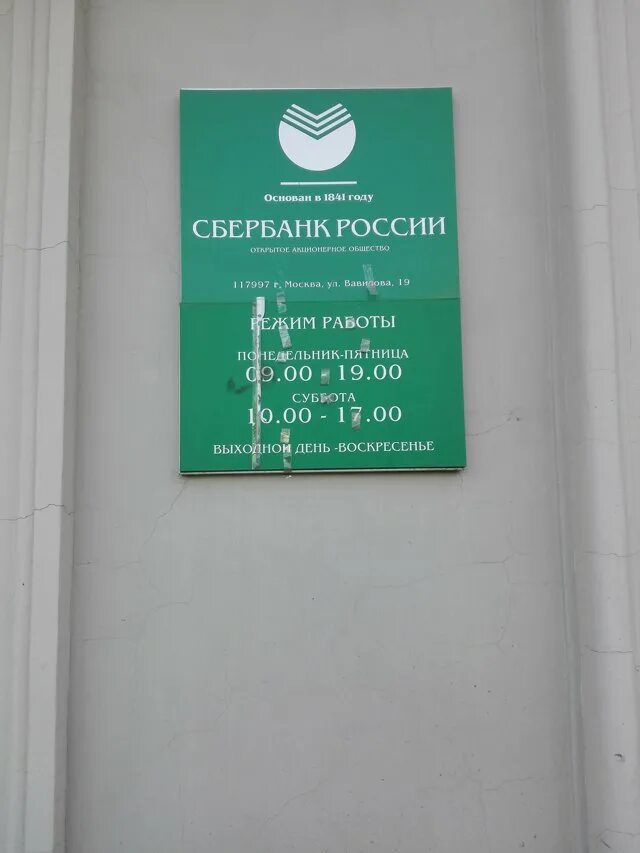 Основан в 1841 году
СБЕРБАНК РОССИИ
ОТКРЫТОЕ АКЦИОНЕРНОЕ ОБЩЕСТВО
117997 г. Москва, ул. Вавилова, 19
РЕЖИМ РАБОТЫ
ПОНЕДЕЛЬНИК-ПЯТНИЦА
09.00 - 19.00
СУББОТА
10.00 - 17.00
ВЫХОДНОЙ ДЕНЬ -ВОСКРЕСЕНЬЕ